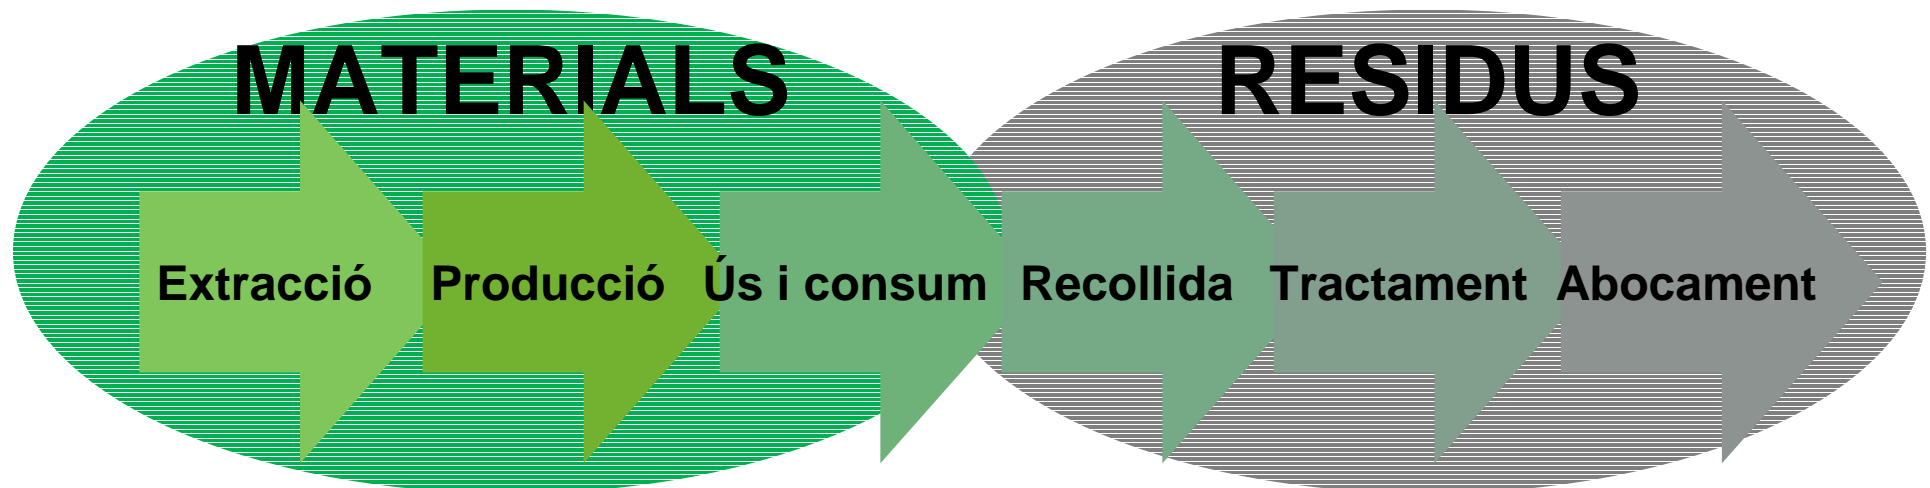 MATERIALS RESIDUS
Extracció Producció Ús i consum Recollida Tractament Abocament